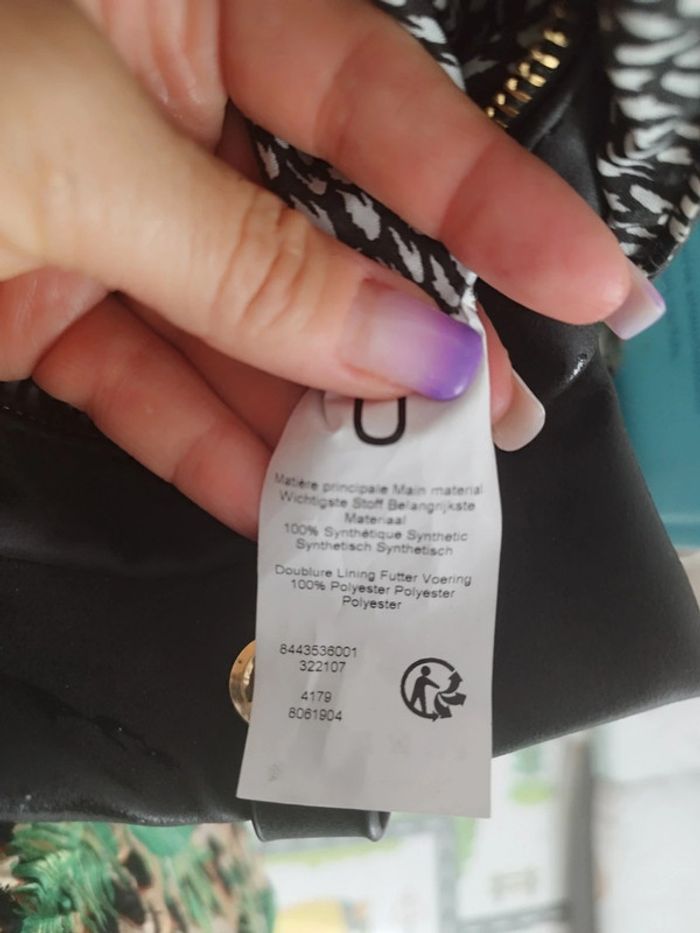 Matière principale Main material
Wichtigste Stoff Belangrijkste
Materiaal
100% Synthétique Synthetic
Synthetisch Synthetisch
Doublure Lining Futter Voering
100% Polyester Polyester
Polyester
8443536001
322107
4179
8061904